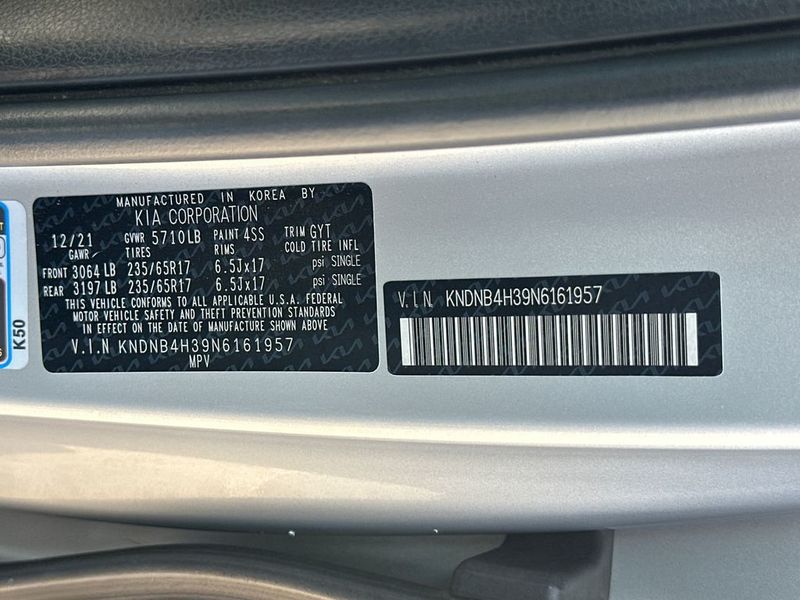 MANUFACTURED IN KOREA BY
KIA CORPORATION
12/21 GVWR 5710LB PAINT 4SS TRIM GYT
GAWR TIRES RIMS COLD TIRE INFL
FRONT 3064 LB 235/65R17 6.5Jx17 psi SINGLE
REAR 3197 LB 235/65R17 6.5Jx17 psi SINGLE
THIS VEHICLE CONFORMS TO ALL APPLICABLE U.S.A. FEDERAL
MOTOR VEHICLE SAFETY AND THEFT PREVENTION STANDARDS
IN EFFECT ON THE DATE OF MANUFACTURE SHOWN ABOVE
V.I.N KNDNB4H39N6161957
MPV
V.I.N. KNDNB4H39N6161957
K50